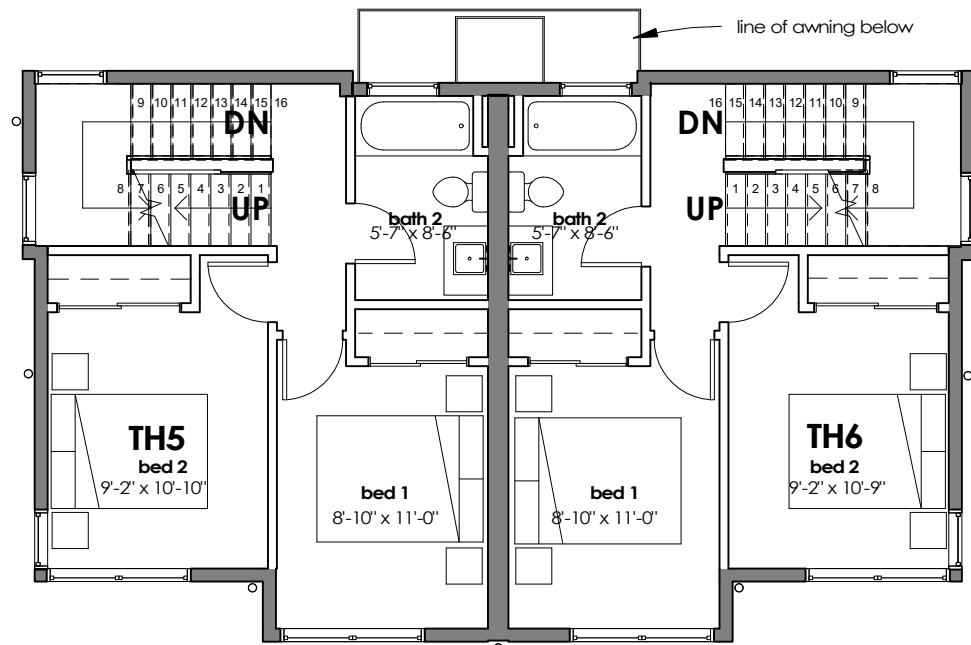 line of awning below
9 10 11 12 13 14 15 16
16 15 14 13 12 11 10 9
DN
DN
8 7 6 5 4 3 2 1
1 2 3 4 5 6 7 8
UP
UP
bath 2
5'-7" x 8'-6"
bath 2
5'-7" x 8'-6"
TH5
bed 2
9'-2" x 10'-10"
TH6
bed 2
9'-2" x 10'-9"
bed 1
8'-10" x 11'-0"
bed 1
8'-10" x 11'-0"